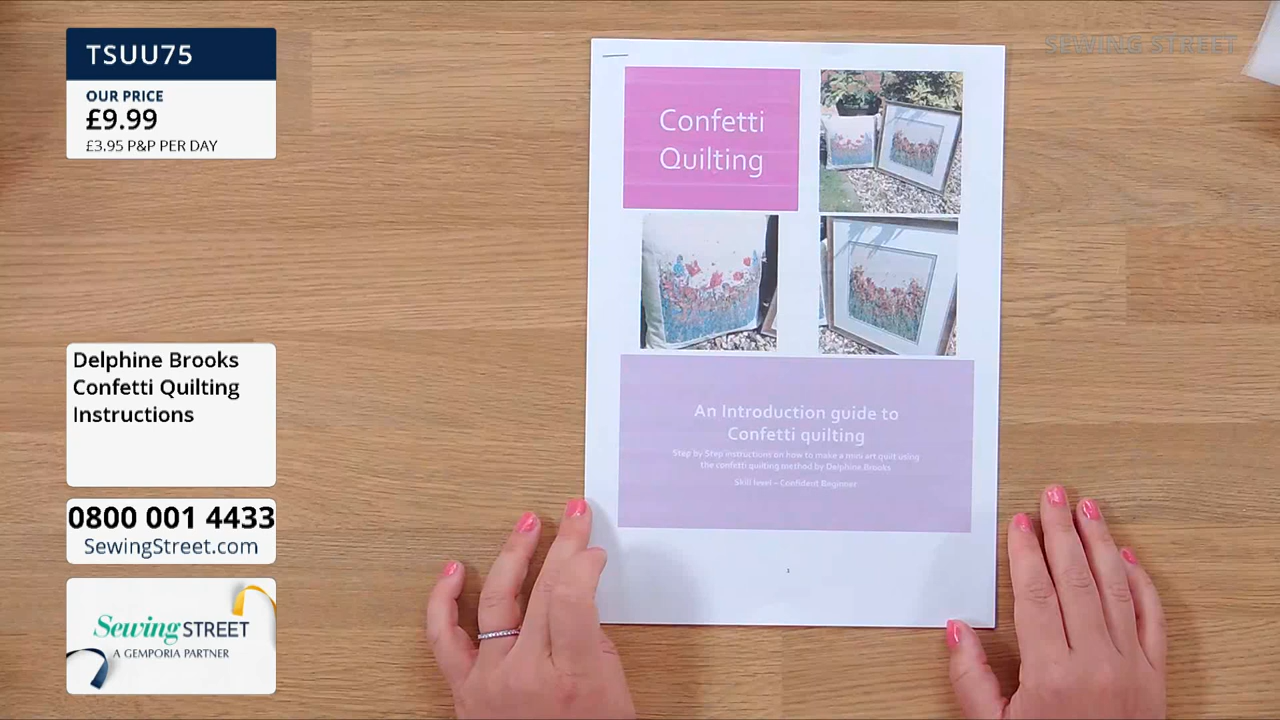 TSUU75
OUR PRICE
£9.99
£3.95 P&P PER DAY
Delphine Brooks
Confetti Quilting
Instructions
0800 001 4433
SewingStreet.com
Sewing STREET
A GEMPORIA PARTNER
SEWING STREET
Confetti
Quilting
An Introduction guide to
Confetti quilting
Step by Step instructions on how to make a mini art quilt using
the confetti quilting method by Delphine Brooks
Skill level – Confident Beginner